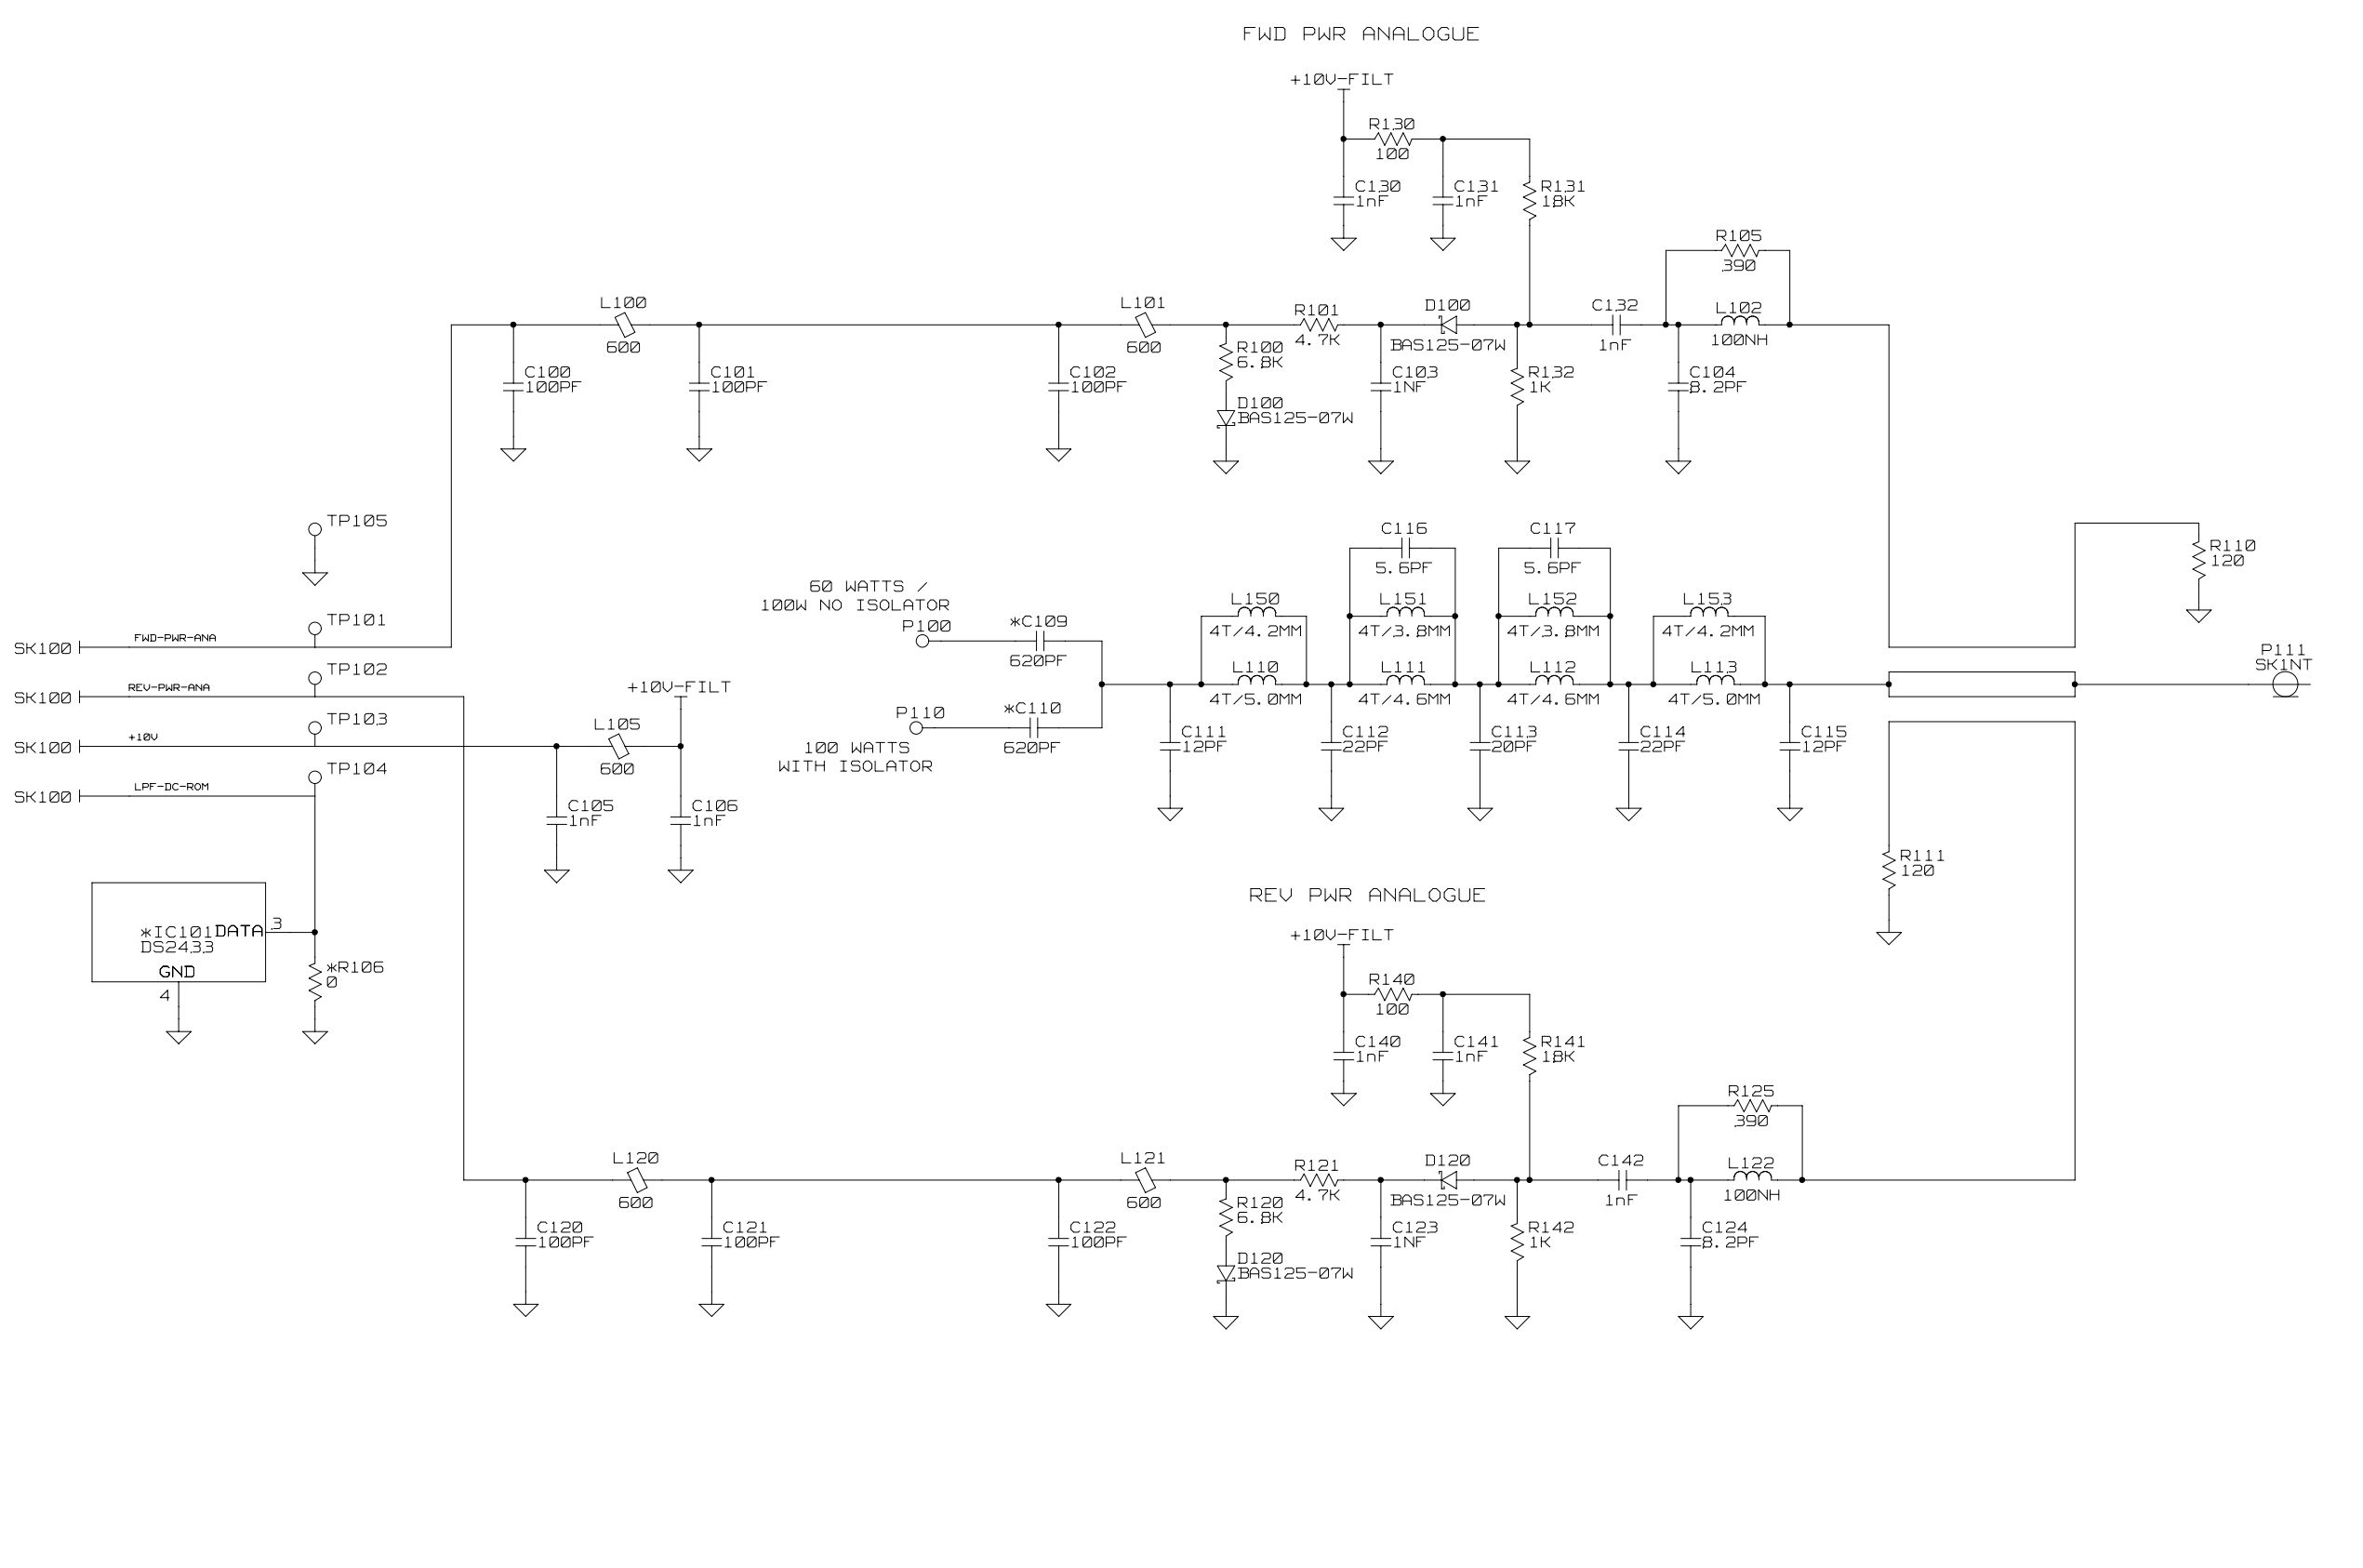 FWD PWR ANALOGUE
+10V-FILT
R130
100
C130
1nF
C131
1nF
R131
18K
R105
390
L100
600
L101
600
R101
4.7K
D100
BAS125-07W
C132
1nF
L102
100NH
C100
100PF
C101
100PF
C102
100PF
R100
6.8K
D100
BAS125-07W
C103
1NF
R132
1K
C104
8.2PF
TP105
TP101
SK100
FWD-PWR-ANA
TP102
SK100
REV-PWR-ANA
TP103
SK100
+10V
TP104
SK100
LPF-DC-ROM
+10V-FILT
L105
600
C105
1nF
C106
1nF
*IC101
DS2433
DATA
3
GND
4
*R106
0
60 WATTS /
100W NO ISOLATOR
P100
*C109
620PF
P110
*C110
620PF
100 WATTS
WITH ISOLATOR
C116
5.6PF
C117
5.6PF
L150
4T/4.2MM
L151
4T/3.8MM
L152
4T/3.8MM
L153
4T/4.2MM
L110
4T/5.0MM
L111
4T/4.6MM
L112
4T/4.6MM
L113
4T/5.0MM
C111
12PF
C112
22PF
C113
20PF
C114
22PF
C115
12PF
R110
120
P111
SK1NT
R111
120
REV PWR ANALOGUE
+10V-FILT
R140
100
C140
1nF
C141
1nF
R141
18K
R125
390
L120
600
L121
600
R121
4.7K
D120
BAS125-07W
C142
1nF
L122
100NH
C120
100PF
C121
100PF
C122
100PF
R120
6.8K
D120
BAS125-07W
C123
1NF
R142
1K
C124
8.2PF